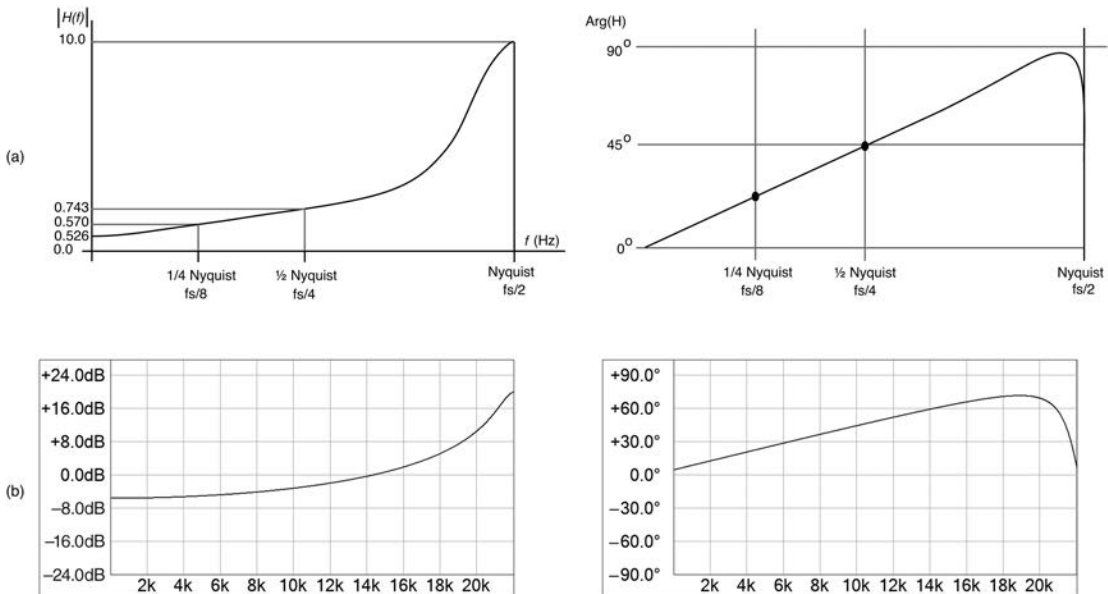 |H(f)|
10.0
(a)
0.743
0.570
0.526
0.0
f (Hz)
1/4 Nyquist
fs/8
½ Nyquist
fs/4
Nyquist
fs/2
Arg(H)
90°
45°
0°
1/4 Nyquist
fs/8
½ Nyquist
fs/4
Nyquist
fs/2
(b)
+24.0dB
+16.0dB
+8.0dB
0.0dB
−8.0dB
−16.0dB
−24.0dB
2k 4k 6k 8k 10k 12k 14k 16k 18k 20k
+90.0°
+60.0°
+30.0°
0.0°
−30.0°
−60.0°
−90.0°
2k 4k 6k 8k 10k 12k 14k 16k 18k 20k